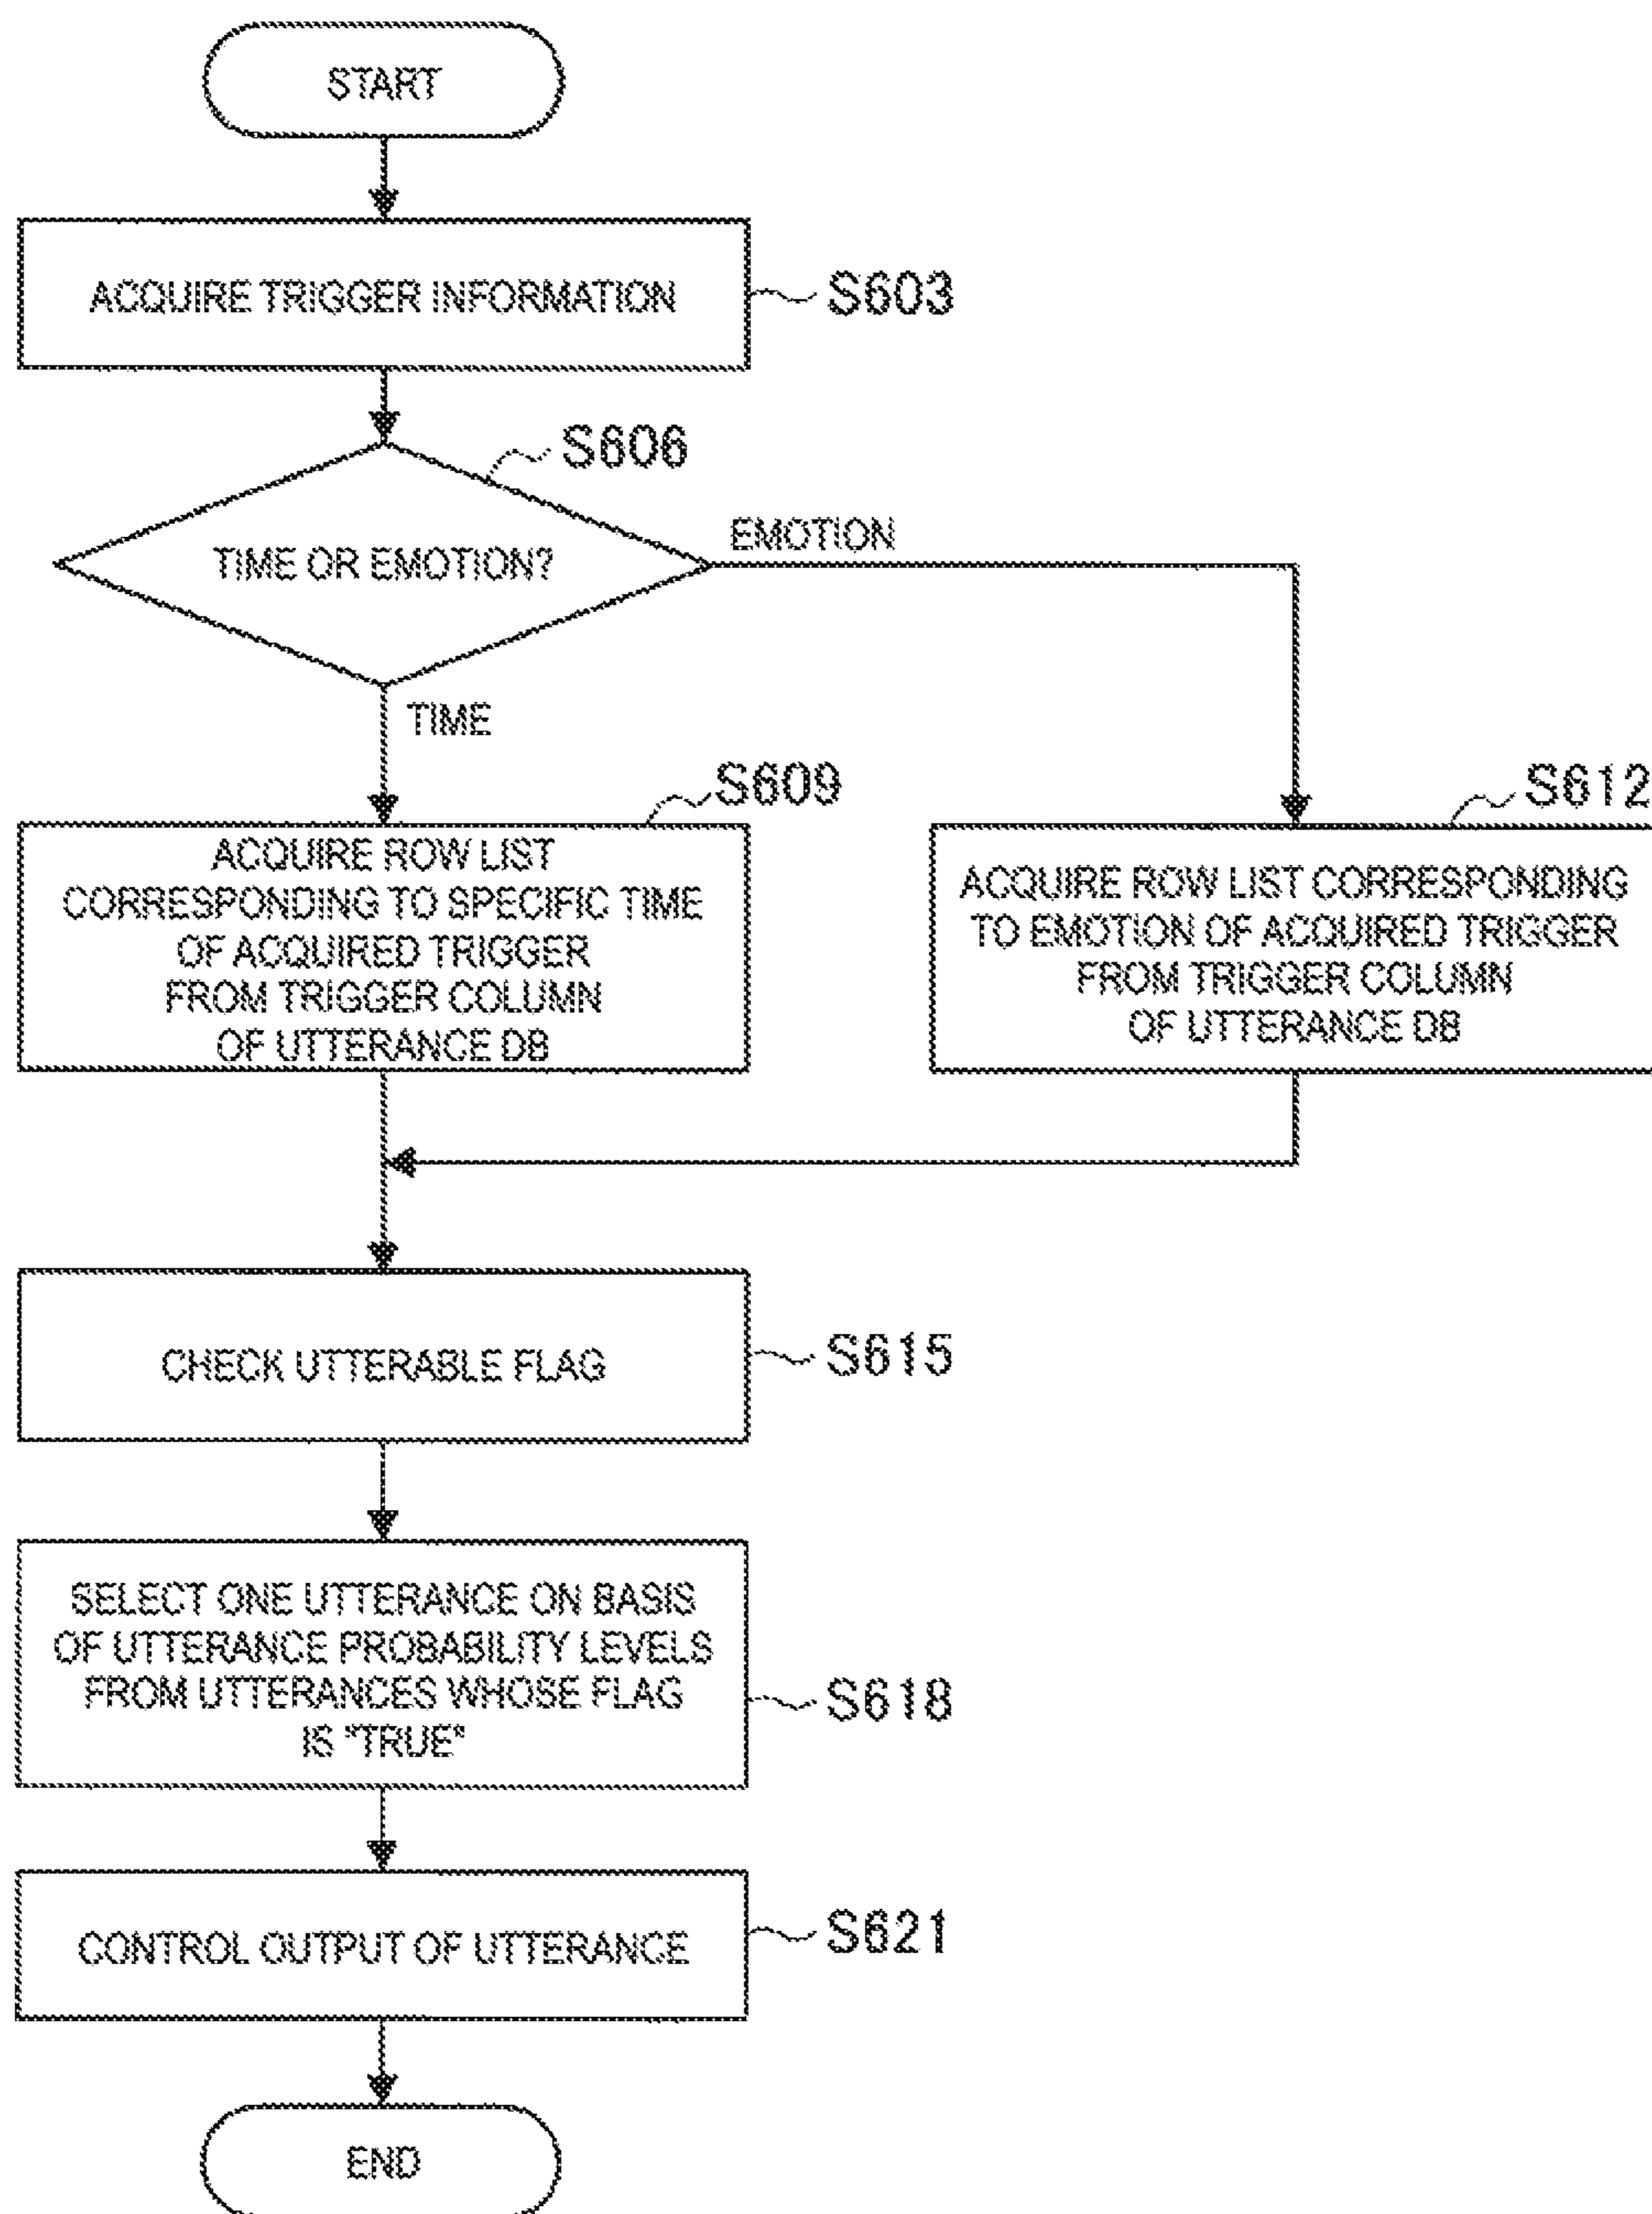 START
ACQUIRE TRIGGER INFORMATION
S603
S606
TIME OR EMOTION?
EMOTION
TIME
S609
ACQUIRE ROW LIST
CORRESPONDING TO SPECIFIC TIME
OF ACQUIRED TRIGGER
FROM TRIGGER COLUMN
OF UTTERANCE DB
S612
ACQUIRE ROW LIST CORRESPONDING
TO EMOTION OF ACQUIRED TRIGGER
FROM TRIGGER COLUMN
OF UTTERANCE DB
CHECK UTTERABLE FLAG
S615
SELECT ONE UTTERANCE ON BASIS
OF UTTERANCE PROBABILITY LEVELS
FROM UTTERANCES WHOSE FLAG
IS "TRUE"
S618
CONTROL OUTPUT OF UTTERANCE
S621
END